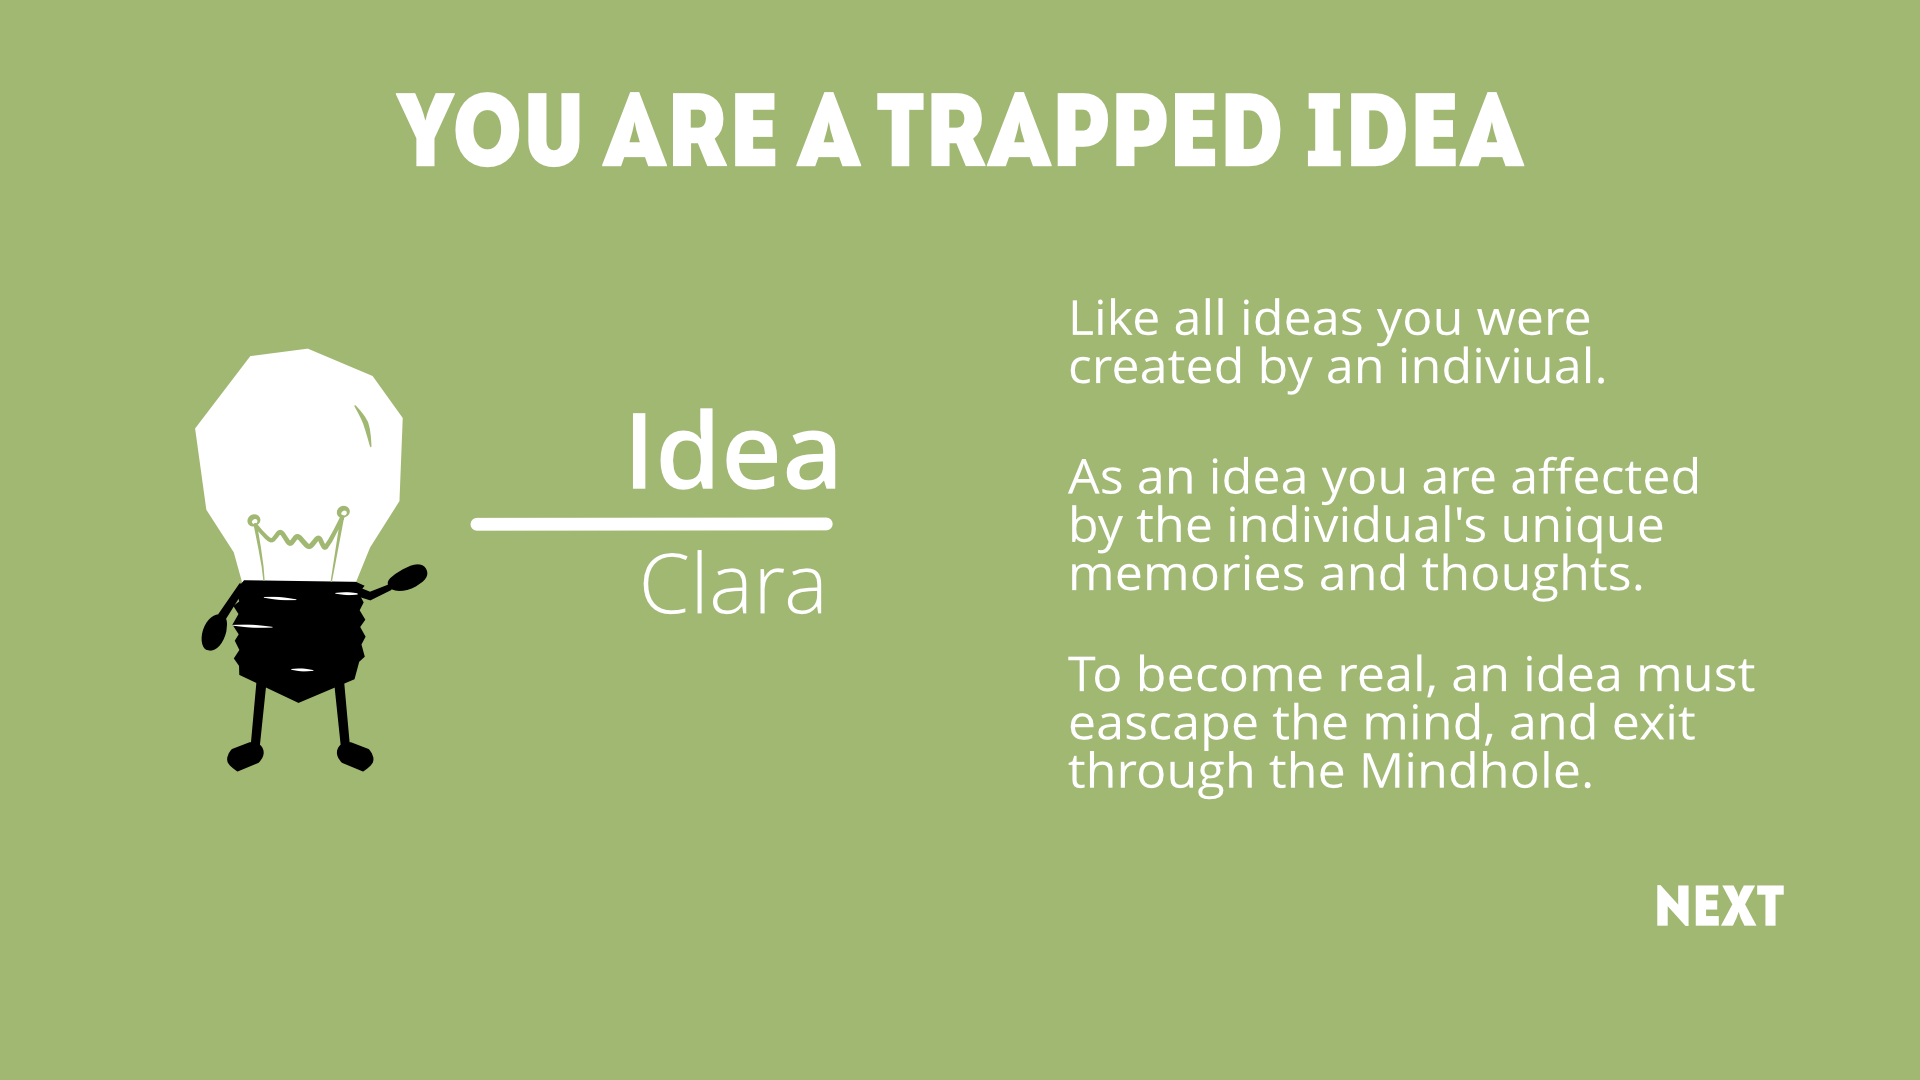 YOU ARE A TRAPPED IDEA
Idea
Clara
Like all ideas you were
created by an indiviual.
As an idea you are affected
by the individual's unique
memories and thoughts.
To become real, an idea must
eascape the mind, and exit
through the Mindhole.
NEXT